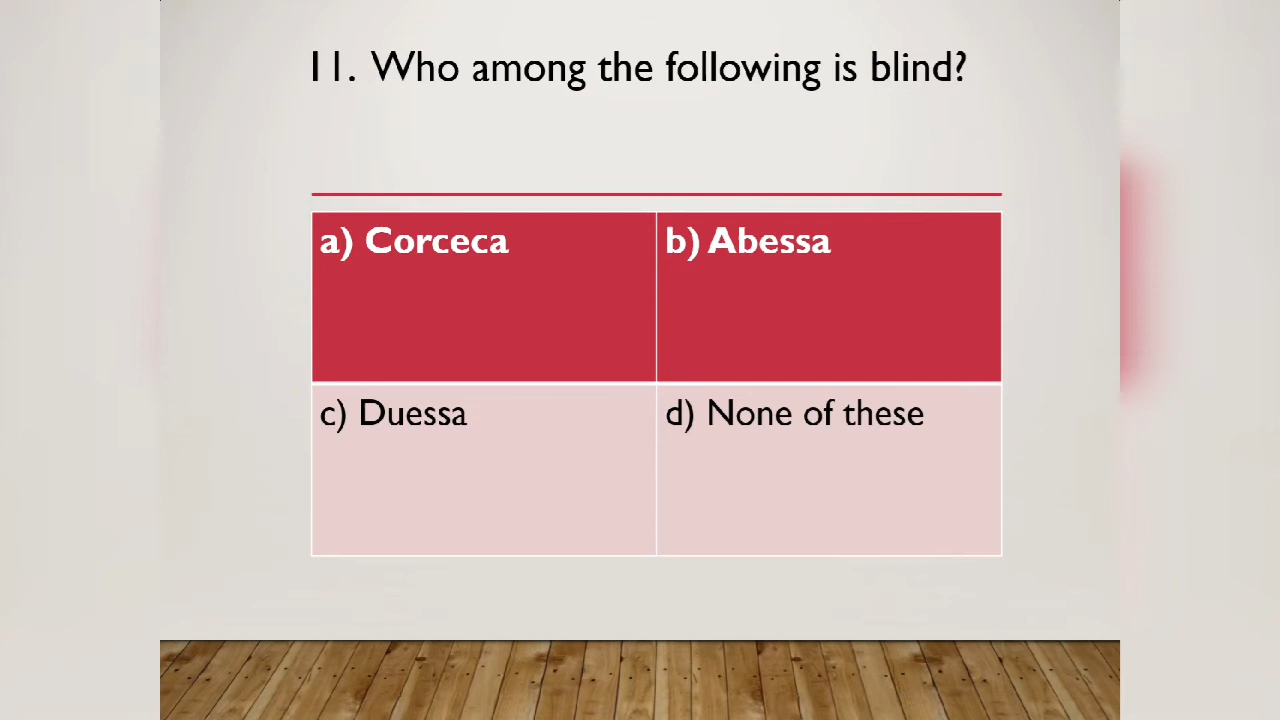 11. Who among the following is blind?
a) Corceca
b) Abessa
c) Duessa
d) None of these